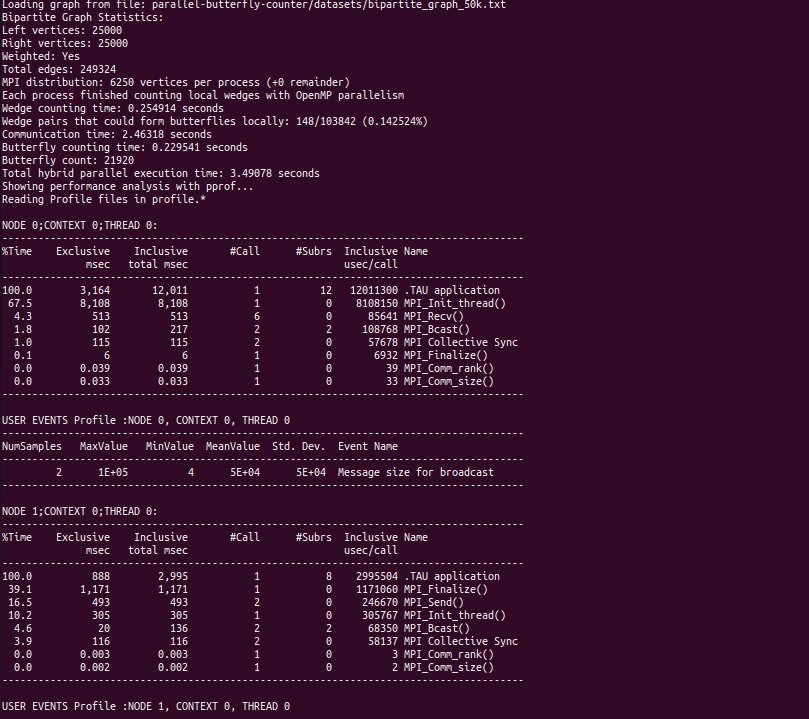 Loading graph from file: parallel-butterfly-counter/datasets/bipartite_graph_50k.txt
Bipartite Graph Statistics:
Left vertices: 25000
Right vertices: 25000
Weighted: Yes
Total edges: 249324
MPI distribution: 6250 vertices per process (+0 remainder)
Each process finished counting local wedges with OpenMP parallelism
Wedge counting time: 0.254914 seconds
Wedge pairs that could form butterflies locally: 148/103842 (0.142524%)
Communication time: 2.46318 seconds
Butterfly counting time: 0.229541 seconds
Butterfly count: 21920
Total hybrid parallel execution time: 3.49078 seconds
Showing performance analysis with pprof...
Reading Profile files in profile.*

NODE 0;CONTEXT 0;THREAD 0:
---------------------------------------------------------------------------------------
%Time    Exclusive    Inclusive       #Call      #Subrs  Inclusive Name
              msec   total msec                          usec/call
---------------------------------------------------------------------------------------
100.0        3,164       12,011           1          12   12011300 .TAU application
 67.5        8,108        8,108           1           0    8108150 MPI_Init_thread()
  4.3          513          513           6           0      85641 MPI_Recv()
  1.8          102          217           2           2     108768 MPI_Bcast()
  1.0          115          115           2           0      57678 MPI Collective Sync
  0.1            6            6           1           0       6932 MPI_Finalize()
  0.0        0.039        0.039           1           0         39 MPI_Comm_rank()
  0.0        0.033        0.033           1           0         33 MPI_Comm_size()
---------------------------------------------------------------------------------------

USER EVENTS Profile :NODE 0, CONTEXT 0, THREAD 0
---------------------------------------------------------------------------------------
NumSamples   MaxValue   MinValue  MeanValue  Std. Dev.  Event Name
---------------------------------------------------------------------------------------
         2      1E+05          4      5E+04      5E+04  Message size for broadcast
---------------------------------------------------------------------------------------

NODE 1;CONTEXT 0;THREAD 0:
---------------------------------------------------------------------------------------
%Time    Exclusive    Inclusive       #Call      #Subrs  Inclusive Name
              msec   total msec                          usec/call
---------------------------------------------------------------------------------------
100.0          888        2,995           1           8    2995504 .TAU application
 39.1        1,171        1,171           1           0    1171060 MPI_Finalize()
 16.5          493          493           2           0     246670 MPI_Send()
 10.2          305          305           1           0     305767 MPI_Init_thread()
  4.6           20          136           2           2      68350 MPI_Bcast()
  3.9          116          116           2           0      58137 MPI Collective Sync
  0.0        0.003        0.003           1           0          3 MPI_Comm_rank()
  0.0        0.002        0.002           1           0          2 MPI_Comm_size()
---------------------------------------------------------------------------------------

USER EVENTS Profile :NODE 1, CONTEXT 0, THREAD 0